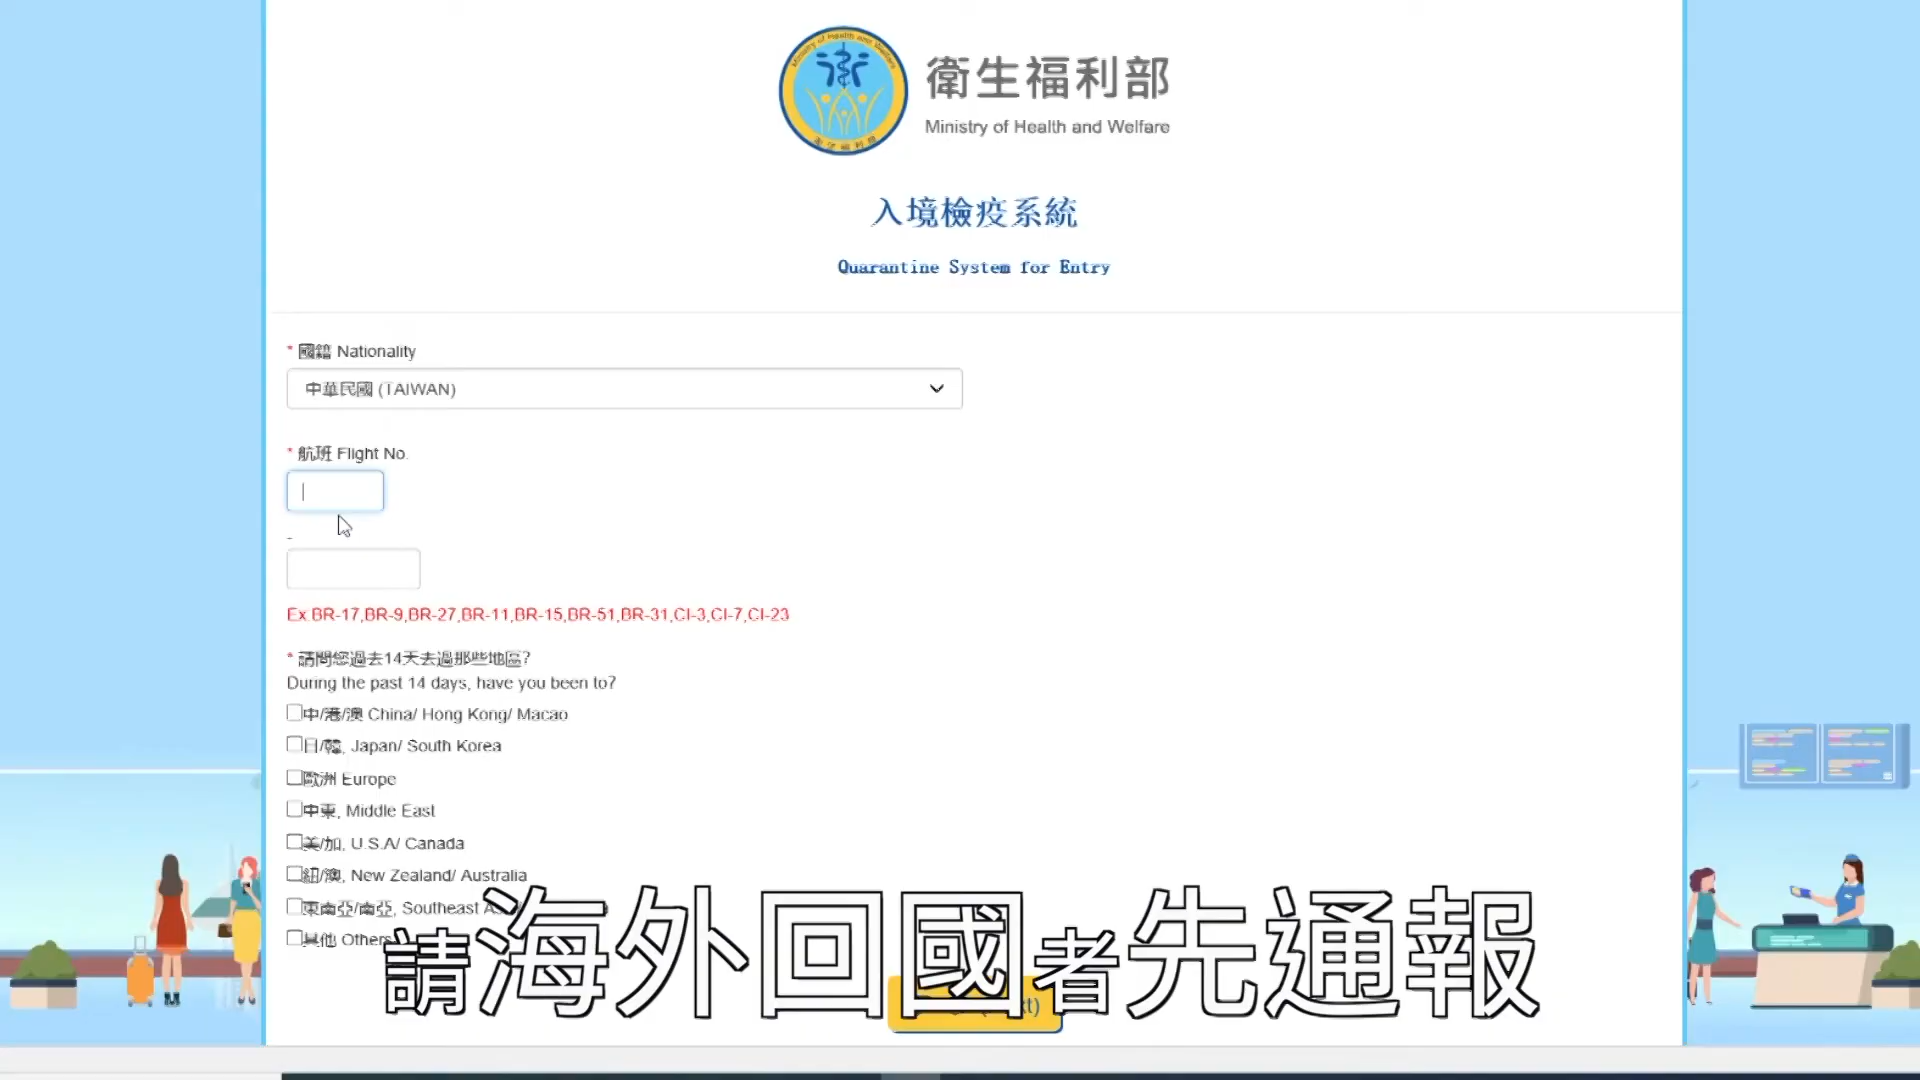 衛生福利部
Ministry of Health and Welfare
入境檢疫系統
Quarantine System for Entry
* 國籍 Nationality
中華民國 (TAIWAN)
* 航班 Flight No.
-
Ex:BR-17,BR-9,BR-27,BR-11,BR-15,BR-51,BR-31,CI-3,CI-7,CI-23
* 請問您過去14天去過那些地區?
During the past 14 days, have you been to?
中/港/澳 China/ Hong Kong/ Macao
日/韓, Japan/ South Korea
歐洲 Europe
中東, Middle East
美/加, U.S.A/ Canada
紐/澳, New Zealand/ Australia
東南亞/南亞, Southeast
其他 Others
請海外回國者先通報